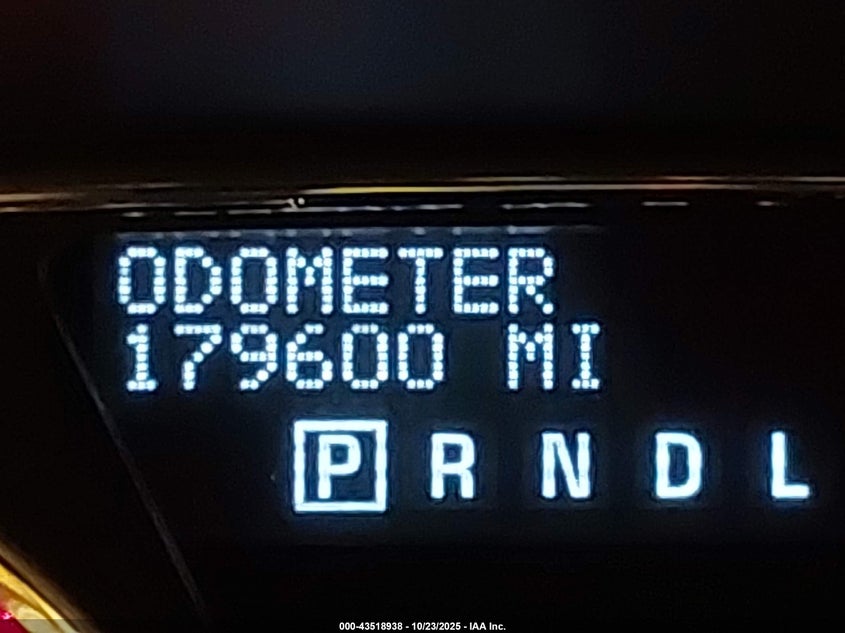 ODOMETER
179600 MI
P R N D L
000-43518938 - 10/23/2025 - IAA Inc.